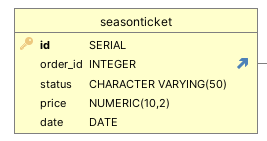 seasonticket
id SERIAL
order_id INTEGER
status CHARACTER VARYING(50)
price NUMERIC(10,2)
date DATE